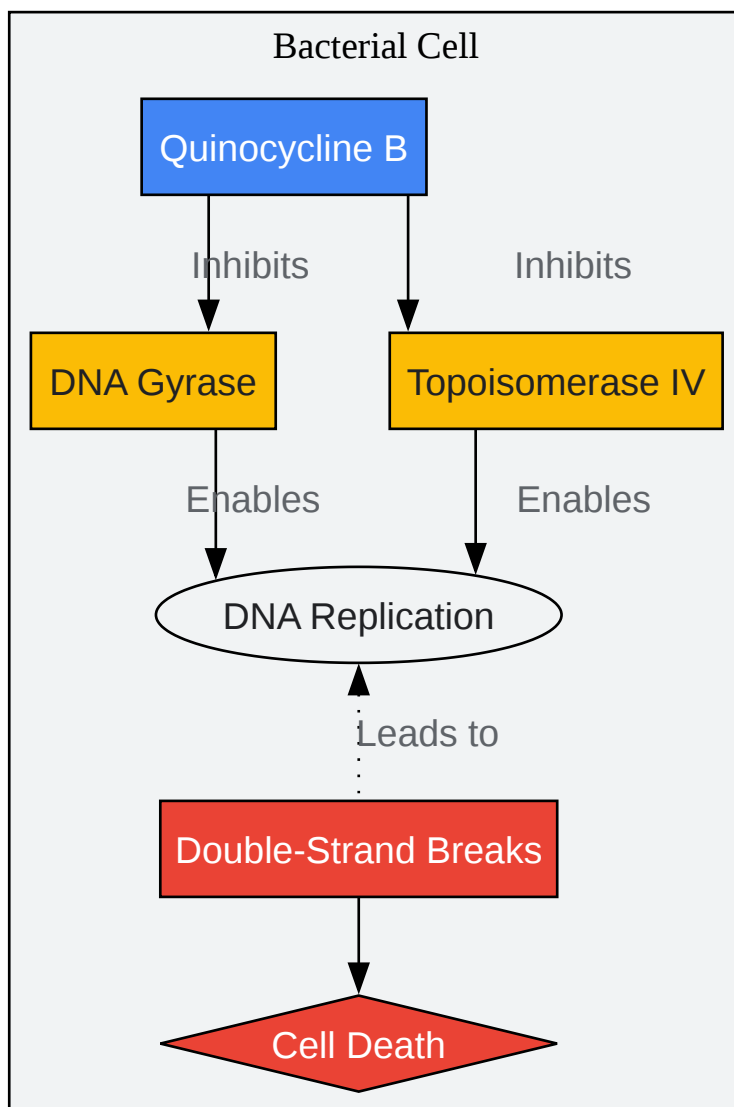 Bacterial Cell
Quinocycline B
Inhibits
Inhibits
DNA Gyrase
Topoisomerase IV
Enables
Enables
DNA Replication
Leads to
Double-Strand Breaks
Cell Death